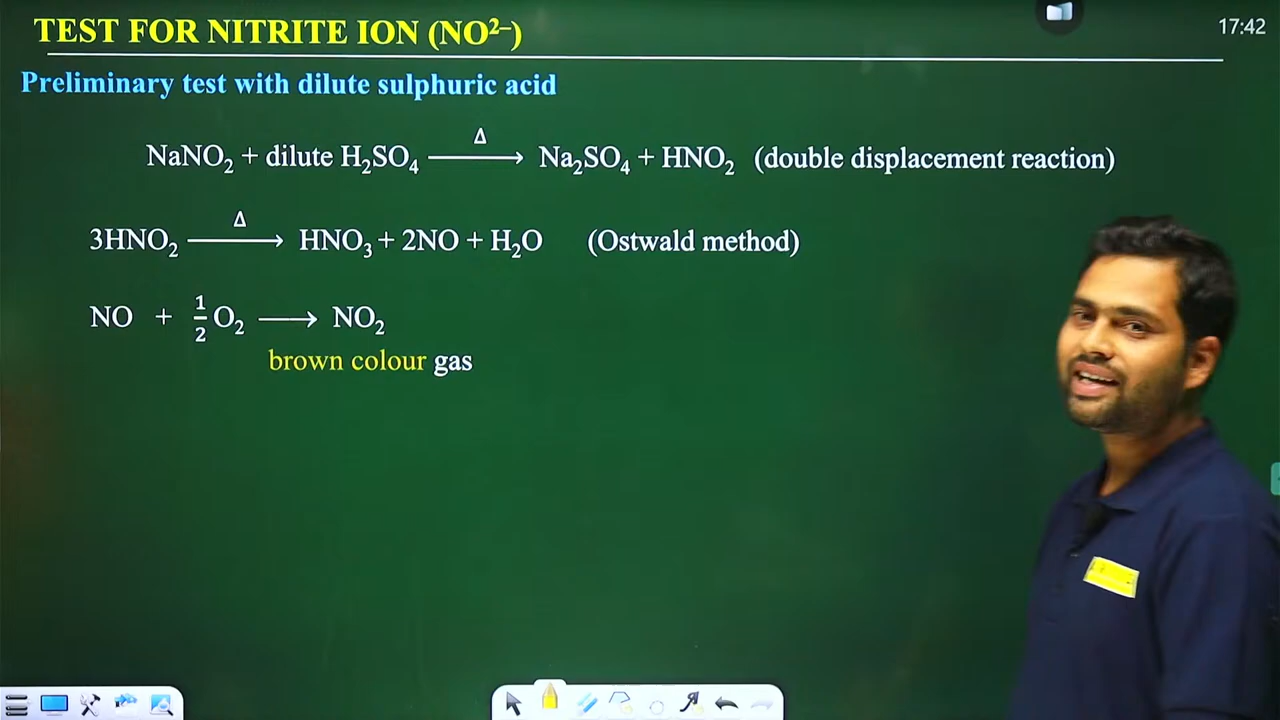 TEST FOR NITRITE ION (NO²⁻)
17:42
Preliminary test with dilute sulphuric acid
NaNO₂ + dilute H₂SO₄ —Δ→ Na₂SO₄ + HNO₂ (double displacement reaction)
3HNO₂ —Δ→ HNO₃ + 2NO + H₂O (Ostwald method)
NO + ½O₂ ⟶ NO₂
brown colour gas